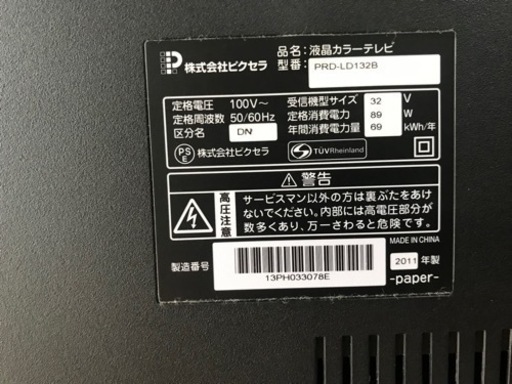 株式会社ピクセラ
品名：液晶カラーテレビ
型番： PRD-LD132B
定格電圧 100V～
定格周波数 50/60Hz
区分名 DN
受信機型サイズ 32 V
定格消費電力 89 W
年間消費電力量 69 kWh/年
PS
E
株式会社ピクセラ
TÜVRheinland
警告
高圧注意
サービスマン以外の方は裏ぶたをあけ
ないでください。内部には高電圧部分が
数多くあり、万一さわると危険です。
MADE IN CHINA
製造番号
13PH033078E
2011 年製
-paper-